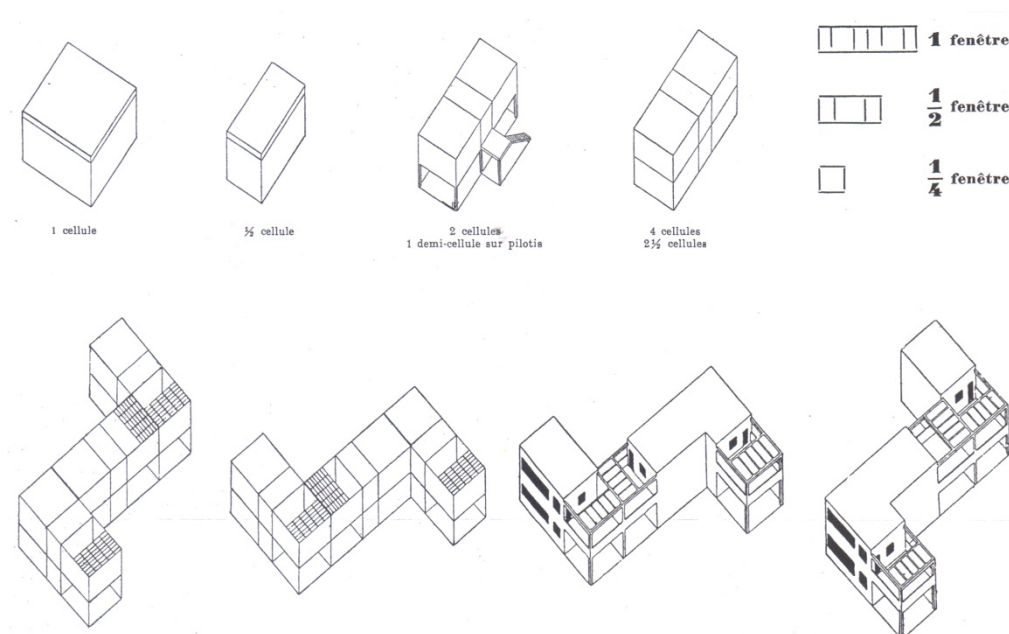 1 fenêtre
1/2 fenêtre
1/4 fenêtre
1 cellule
½ cellule
2 cellules
1 demi-cellule sur pilotis
4 cellules
2½ cellules